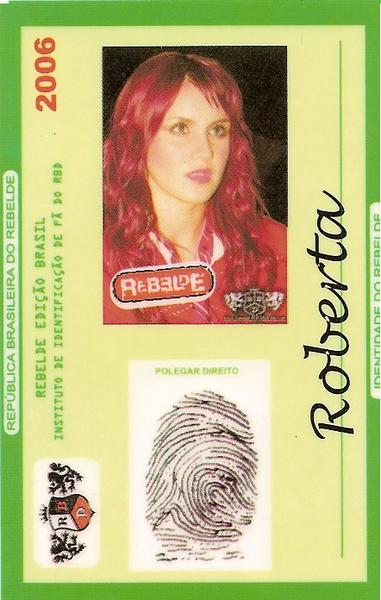 REPÚBLICA BRASILEIRA DO REBELDE
REBELDE EDIÇÃO BRASIL
INSTITUTO DE IDENTIFICAÇÃO DE FÃ DO RBD
2006
RBD
POLEGAR DIREITO
REBELDE
Roberta
IDENTIDADE DO REBELDE